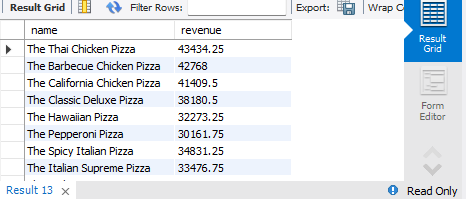 Result Grid Filter Rows: Export: Wrap C
name revenue
The Thai Chicken Pizza 43434.25
The Barbecue Chicken Pizza 42768
The California Chicken Pizza 41409.5
The Classic Deluxe Pizza 38180.5
The Hawaiian Pizza 32273.25
The Pepperoni Pizza 30161.75
The Spicy Italian Pizza 34831.25
The Italian Supreme Pizza 33476.75
Result
Grid
Form
Editor
Result 13 Read Only